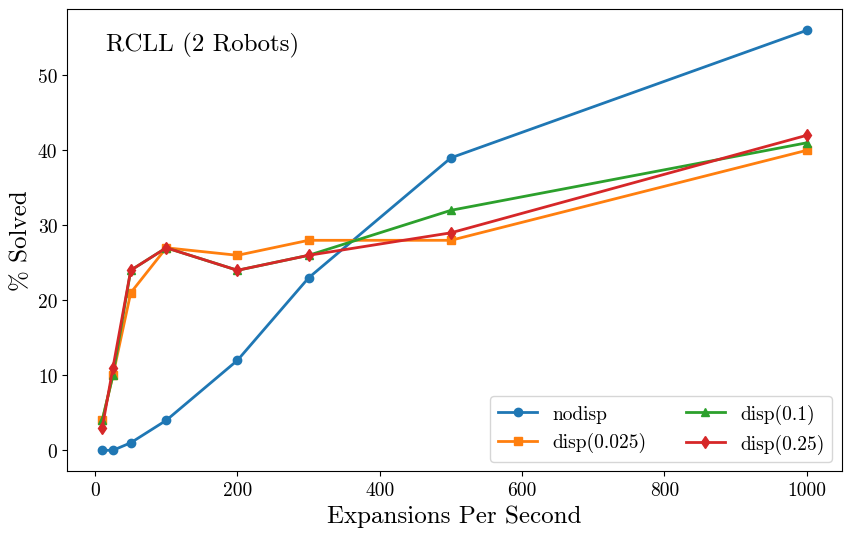 RCLL (2 Robots)
% Solved
50
40
30
20
10
0
0 200 400 600 800 1000
Expansions Per Second
nodisp
disp(0.025)
disp(0.1)
disp(0.25)